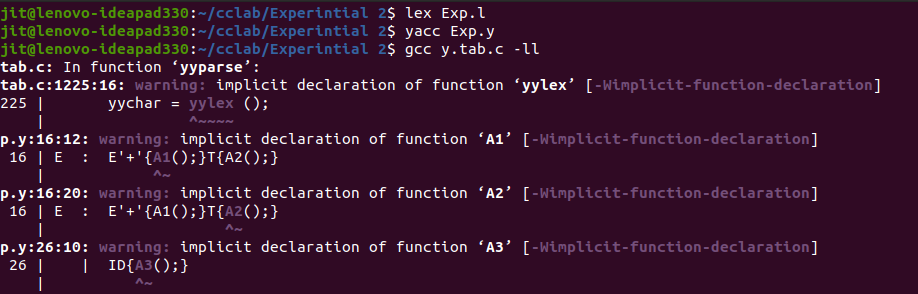 jit@lenovo-ideapad330:~/cclab/Experintial 2$ lex Exp.l
jit@lenovo-ideapad330:~/cclab/Experintial 2$ yacc Exp.y
jit@lenovo-ideapad330:~/cclab/Experintial 2$ gcc y.tab.c -ll
tab.c: In function ‘yyparse’:
tab.c:1225:16: warning: implicit declaration of function ‘yylex’ [-Wimplicit-function-declaration]
225 |       yychar = yylex ();
    |                ^~~~~
p.y:16:12: warning: implicit declaration of function ‘A1’ [-Wimplicit-function-declaration]
 16 | E  :  E'+'{A1();}T{A2();}
    |            ^~
p.y:16:20: warning: implicit declaration of function ‘A2’ [-Wimplicit-function-declaration]
 16 | E  :  E'+'{A1();}T{A2();}
    |                    ^~
p.y:26:10: warning: implicit declaration of function ‘A3’ [-Wimplicit-function-declaration]
 26 |    |  ID{A3();}
    |          ^~